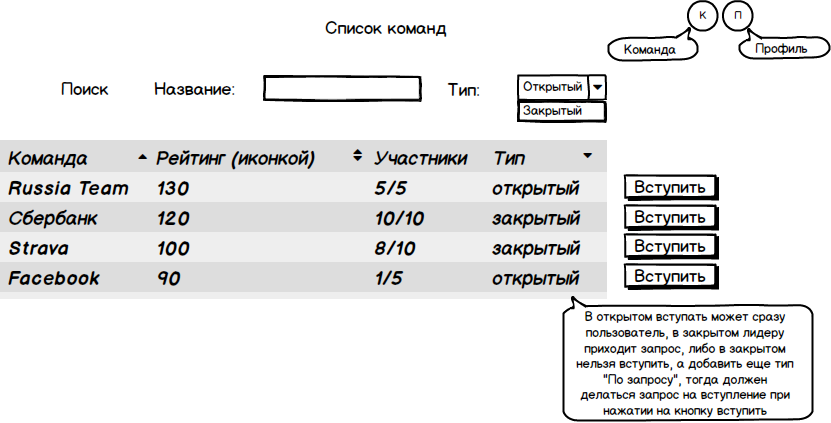 К П
Список команд
Команда Профиль
Поиск Название: Тип: Открытый
Закрытый
Команда Рейтинг (иконкой) Участники Тип
Russia Team 130 5/5 открытый Вступить
Сбербанк 120 10/10 закрытый Вступить
Strava 100 8/10 закрытый Вступить
Facebook 90 1/5 открытый Вступить
В открытом вступать может сразу
пользователь, в закрытом лидеру
приходит запрос, либо в закрытом
нельзя вступить, а добавить еще тип
"По запросу", тогда должен
делаться запрос на вступление при
нажатии на кнопку вступить